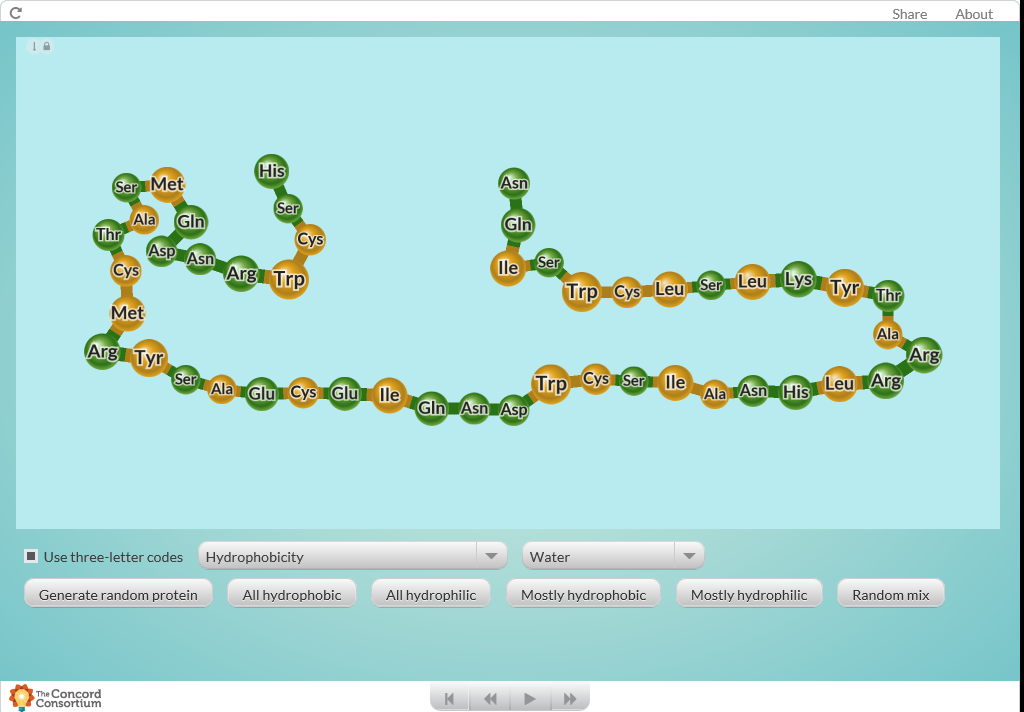 Share About
His
Ser Met
Asn
Ala
Gln
Ser
Gln
Thr
Cys
Asp
Asn
Ser
Cys
Arg
Trp
Ile
Trp
Cys
Leu
Ser
Leu
Lys
Tyr
Thr
Met
Ala
Arg
Tyr
Arg
Ser
Ala
Glu
Cys
Glu
Ile
Gln
Asn
Asp
Trp
Cys
Ser
Ile
Ala
Asn
His
Leu
Arg
Use three-letter codes Hydrophobicity Water
Generate random protein All hydrophobic All hydrophilic Mostly hydrophobic Mostly hydrophilic Random mix
The Concord
Consortium